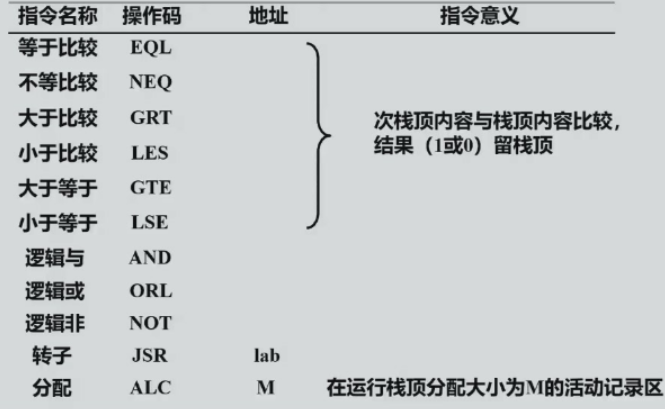 指令名称 操作码 地址 指令意义
等于比较 EQL
不等比较 NEQ
大于比较 GRT
次栈顶内容与栈顶内容比较，
结果（1或0）留栈顶
小于比较 LES
大于等于 GTE
小于等于 LSE
逻辑与 AND
逻辑或 ORL
逻辑非 NOT
转子 JSR lab
分配 ALC M 在运行栈顶分配大小为M的活动记录区